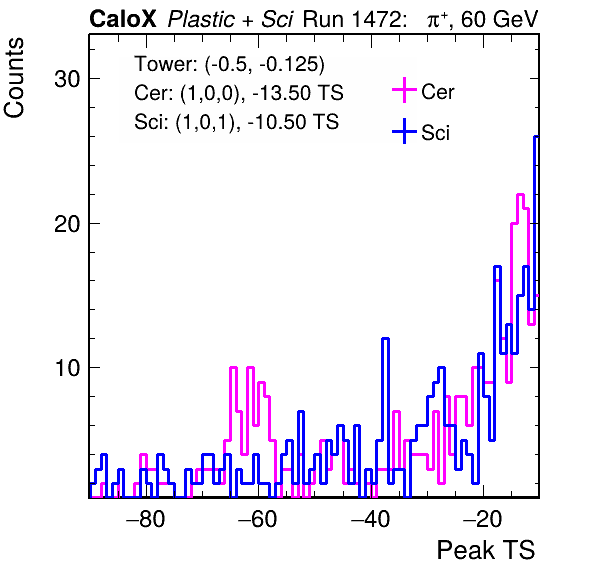 CaloX Plastic + Sci Run 1472: π⁺, 60 GeV
Counts
Tower: (-0.5, -0.125)
Cer: (1,0,0), -13.50 TS
Sci: (1,0,1), -10.50 TS
Cer
Sci
30
20
10
−80 −60 −40 −20
Peak TS